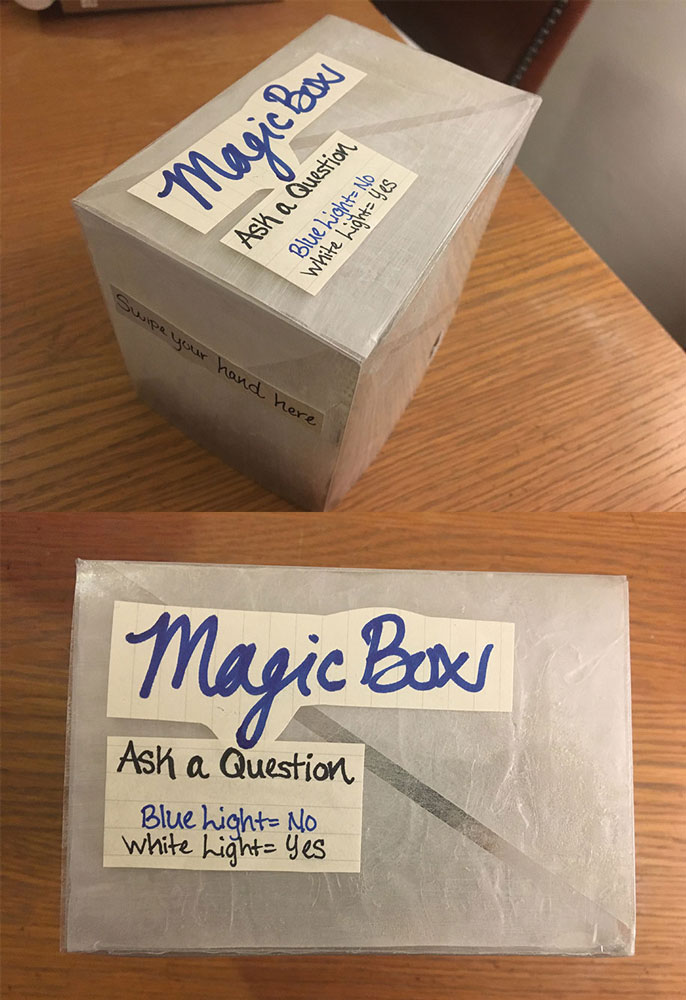 Magic Box
Ask a Question
Blue Light= No
White Light= Yes
Swipe your hand here
Magic Box
Ask a Question
Blue Light= No
White Light= Yes